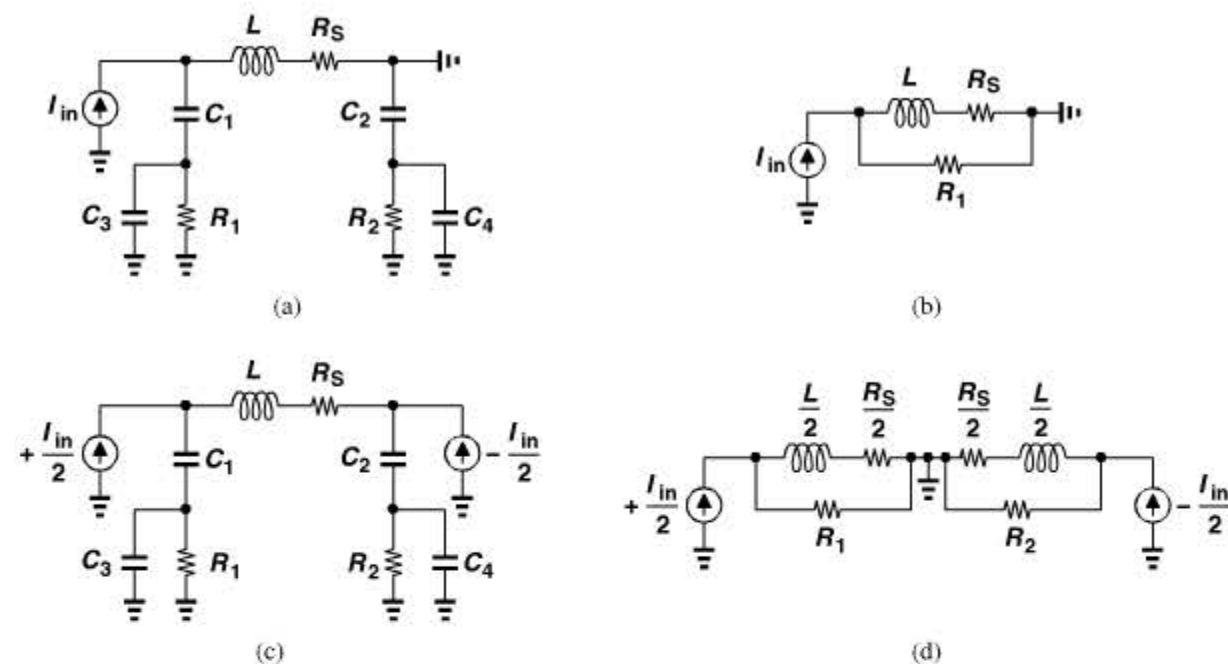 L
R_S
I_in
C_1
C_2
C_3
R_1
R_2
C_4
(a)
L
R_S
I_in
R_1
(b)
L
R_S
+ I_in/2
C_1
C_2
- I_in/2
C_3
R_1
R_2
C_4
(c)
L/2
R_S/2
R_S/2
L/2
+ I_in/2
- I_in/2
R_1
R_2
(d)